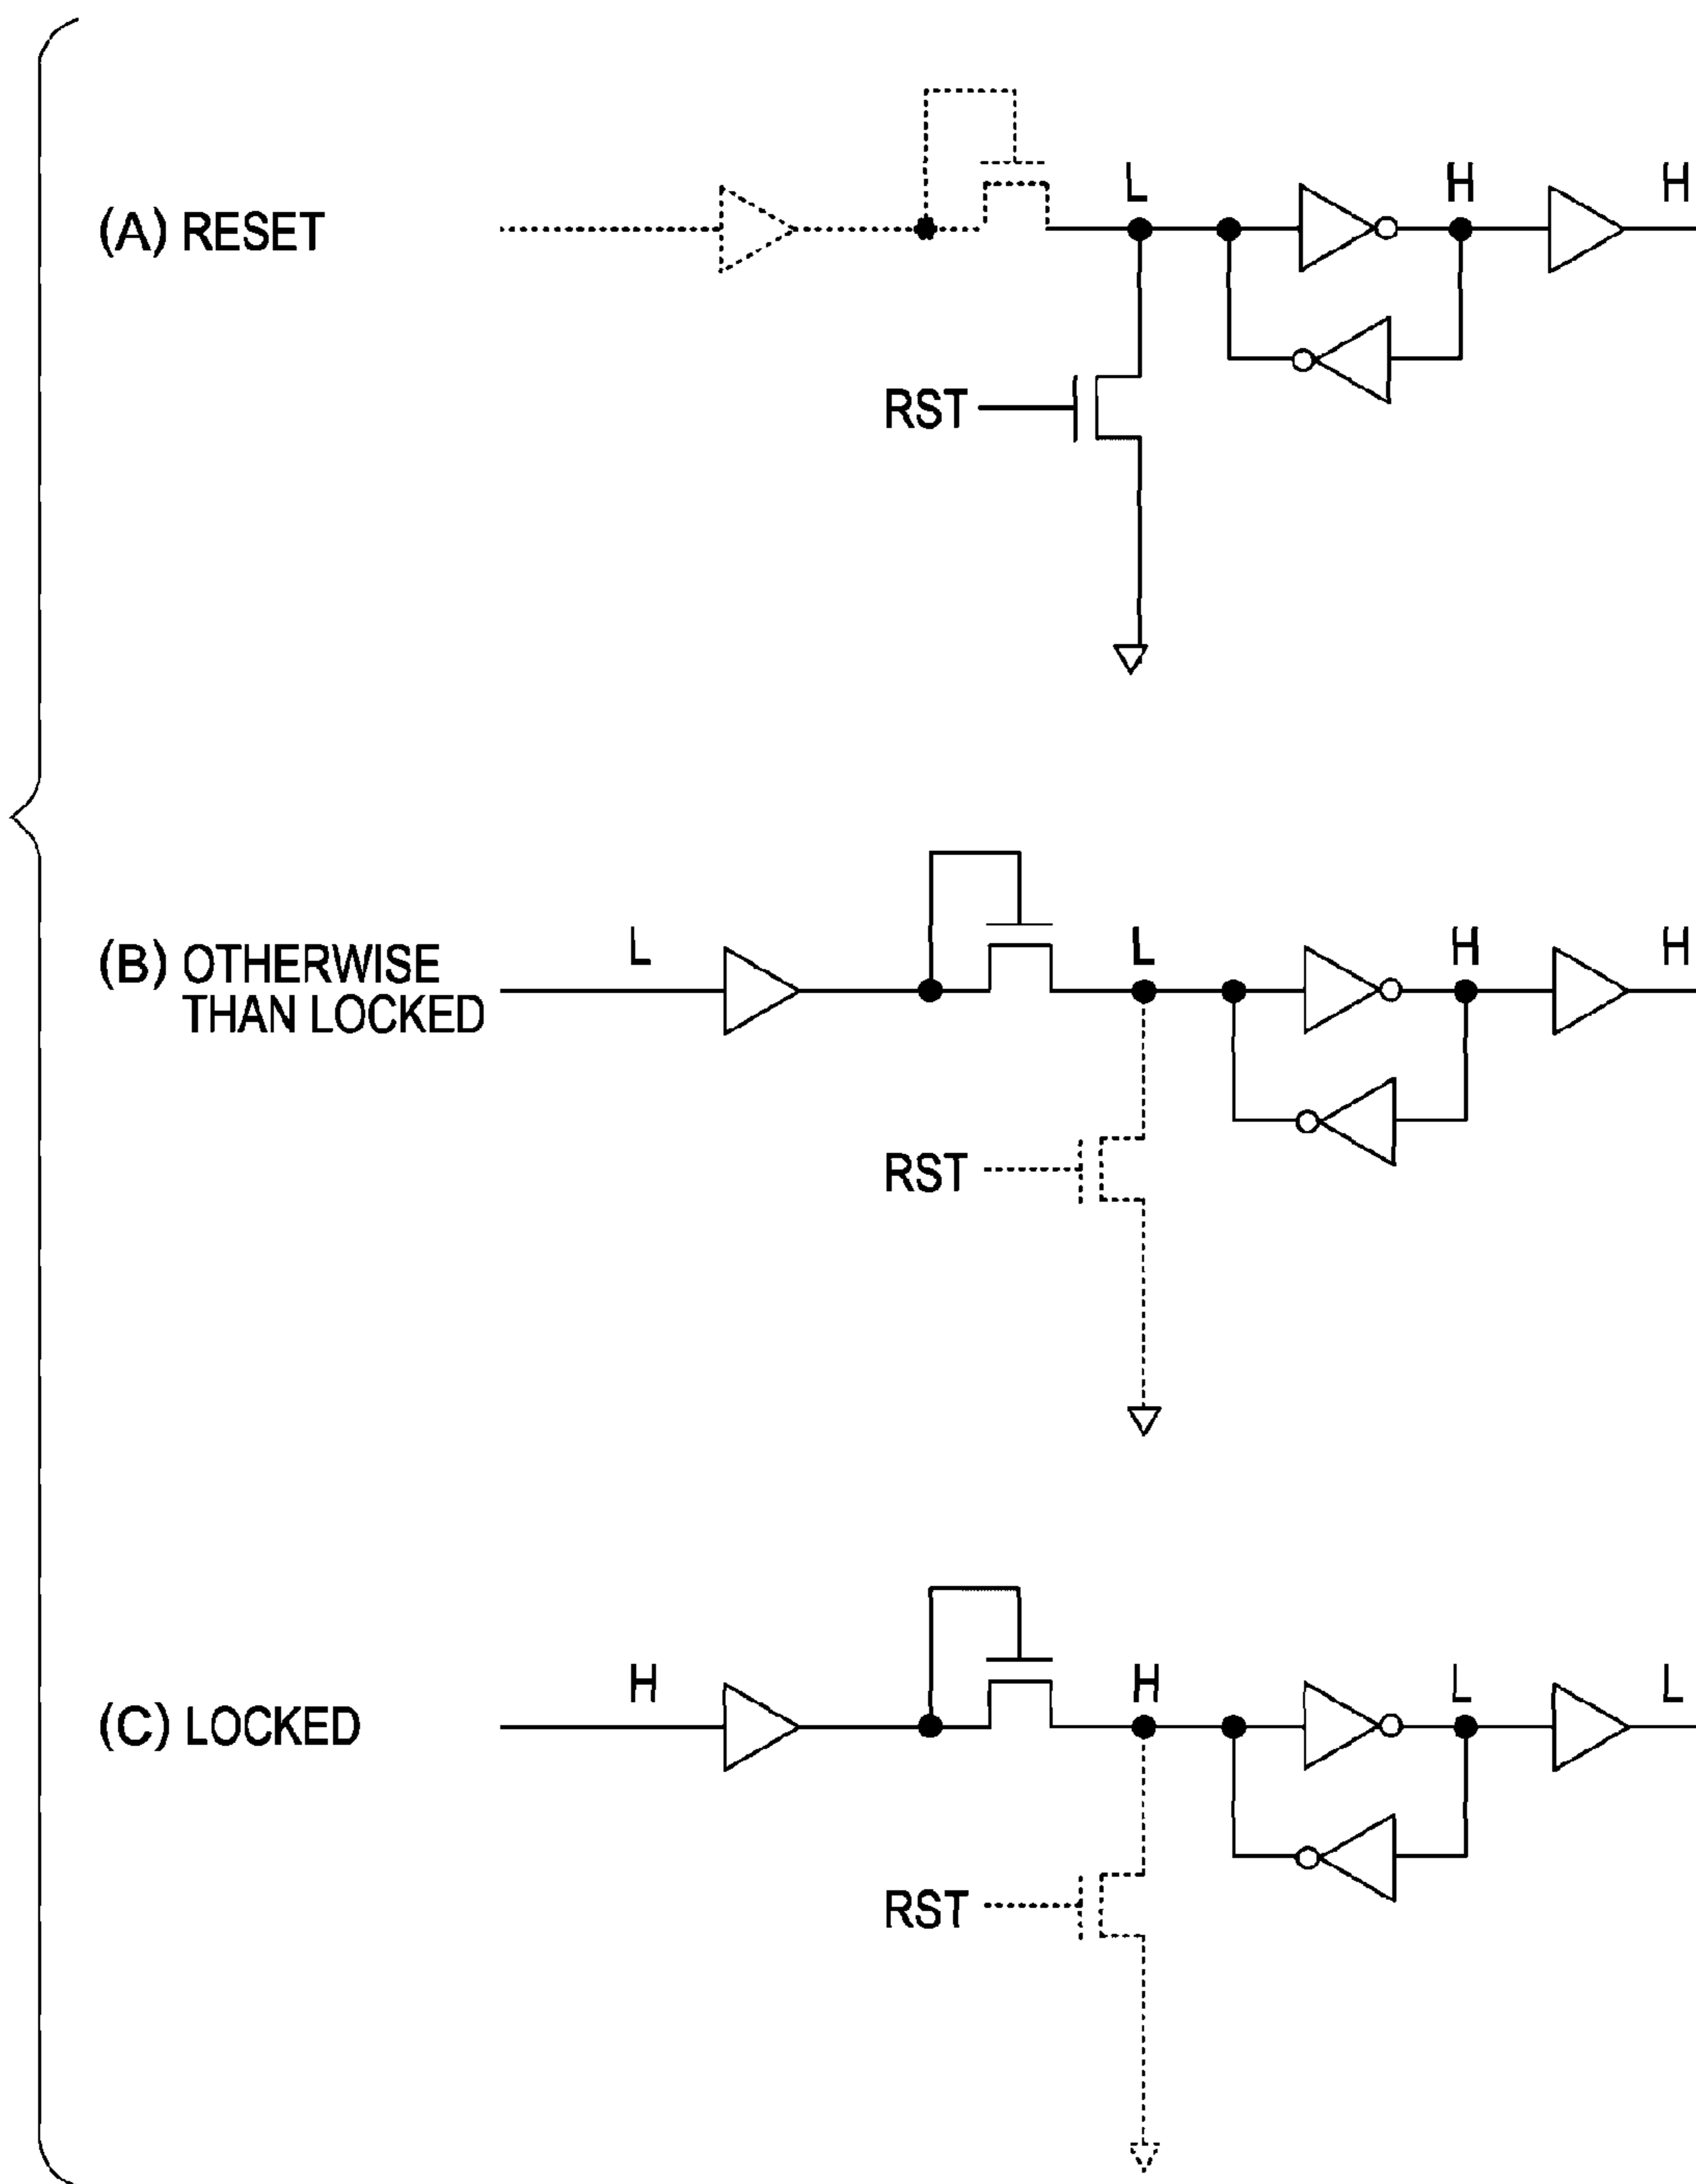 L H H
(A) RESET
RST
L L H H
(B) OTHERWISE
THAN LOCKED
RST
H H L L
(C) LOCKED
RST